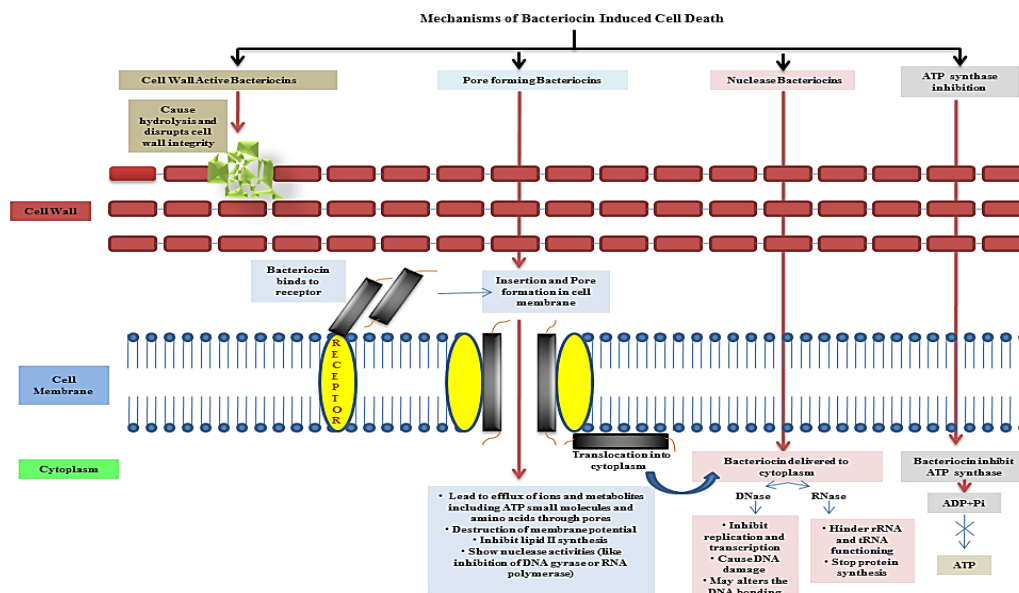 Mechanisms of Bacteriocin Induced Cell Death
Cell Wall Active Bacteriocins
Pore forming Bacteriocins
Nuclease Bacteriocins
ATP synthase
inhibition
Cause
hydrolysis and
disrupts cell
wall integrity
Cell Wall
Bacteriocin
binds to
receptor
Insertion and Pore
formation in cell
membrane
RECEPTOR
Cell
Membrane
Cytoplasm
Translocation into
cytoplasm
Bacteriocin delivered to
cytoplasm
Bacteriocin inhibit
ATP synthase
• Lead to efflux of ions and metabolites
including ATP small molecules and
amino acids through pores
• Destruction of membrane potential
• Inhibit lipid II synthesis
• Show nuclease activities (like
inhibition of DNA gyrase or RNA
polymerase)
DNase
RNase
• Inhibit
replication and
transcription
• Cause DNA
damage
• May alters the
DNA bonding
• Hinder rRNA
and tRNA
functioning
• Stop protein
synthesis
ADP+Pi
ATP